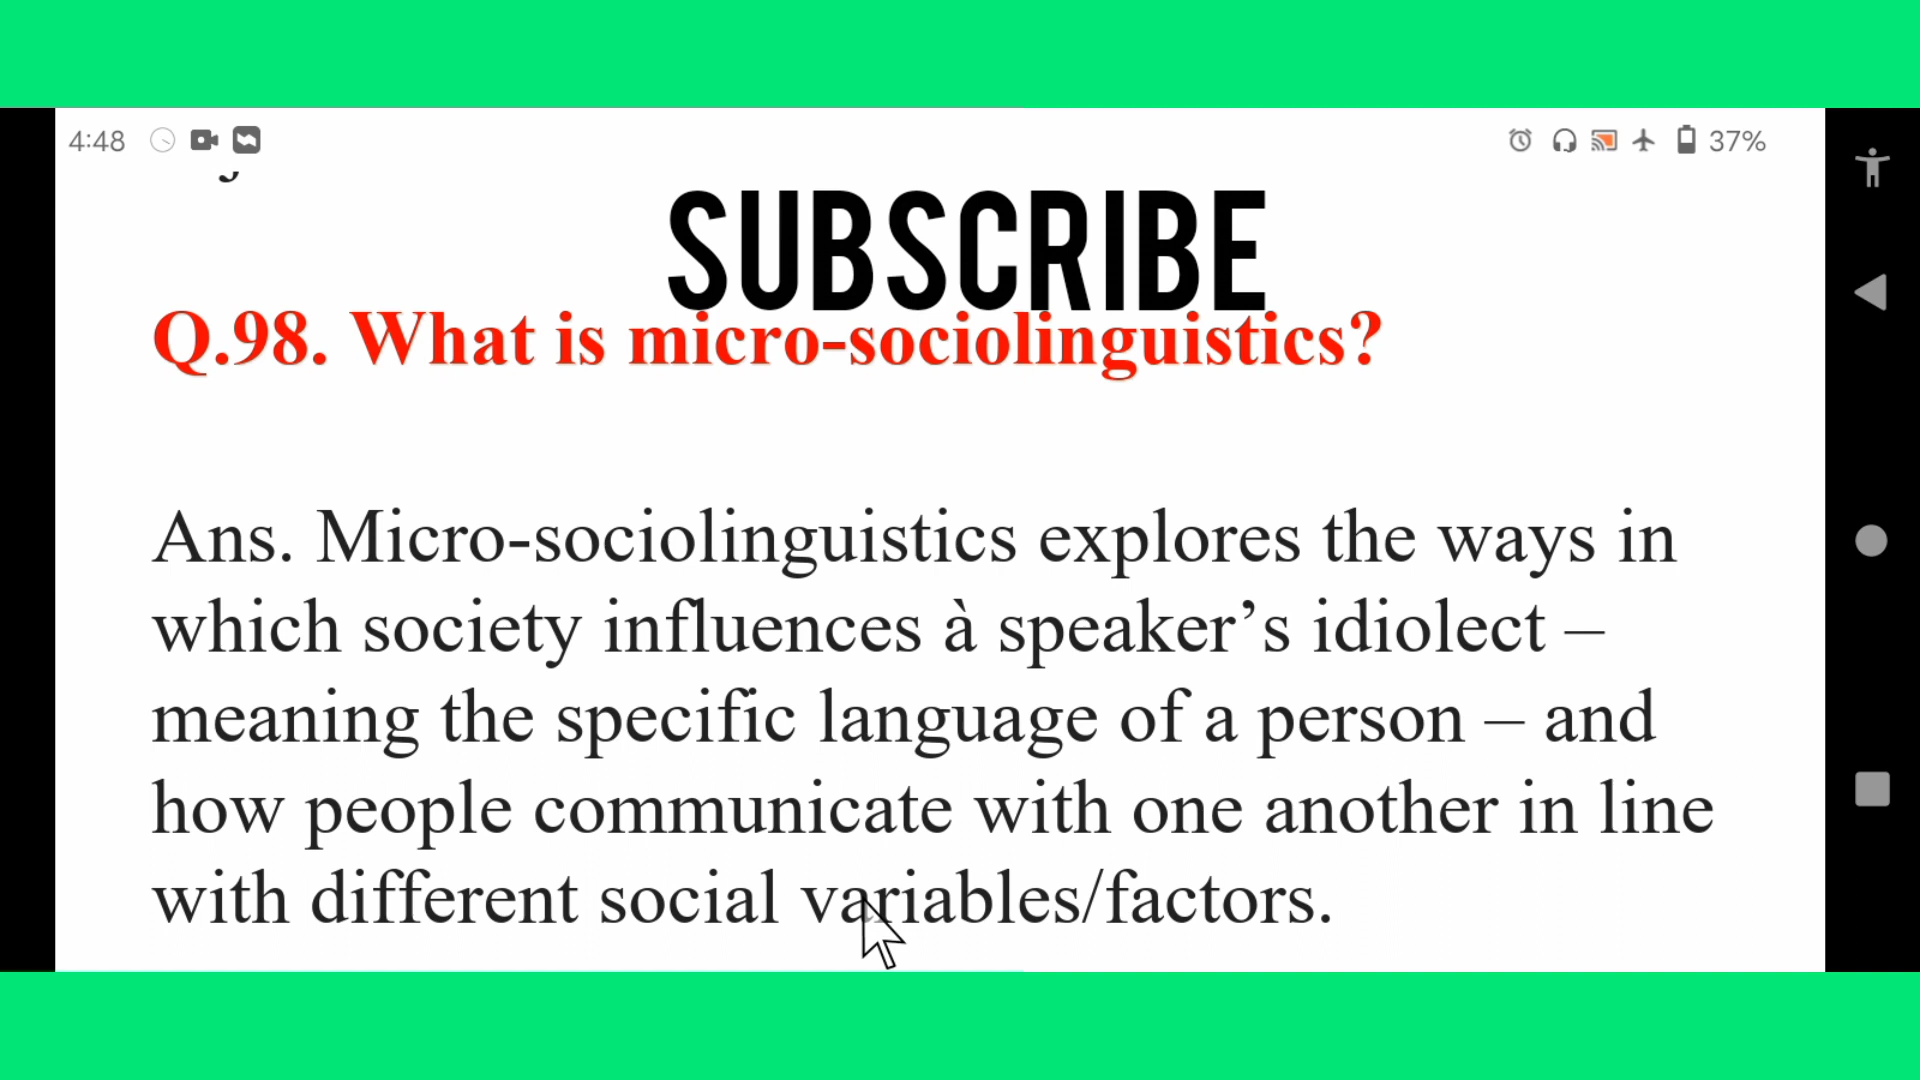 4:48
37%
SUBSCRIBE
Q.98. What is micro-sociolinguistics?
Ans. Micro-sociolinguistics explores the ways in
which society influences à speaker’s idiolect –
meaning the specific language of a person – and
how people communicate with one another in line
with different social variables/factors.